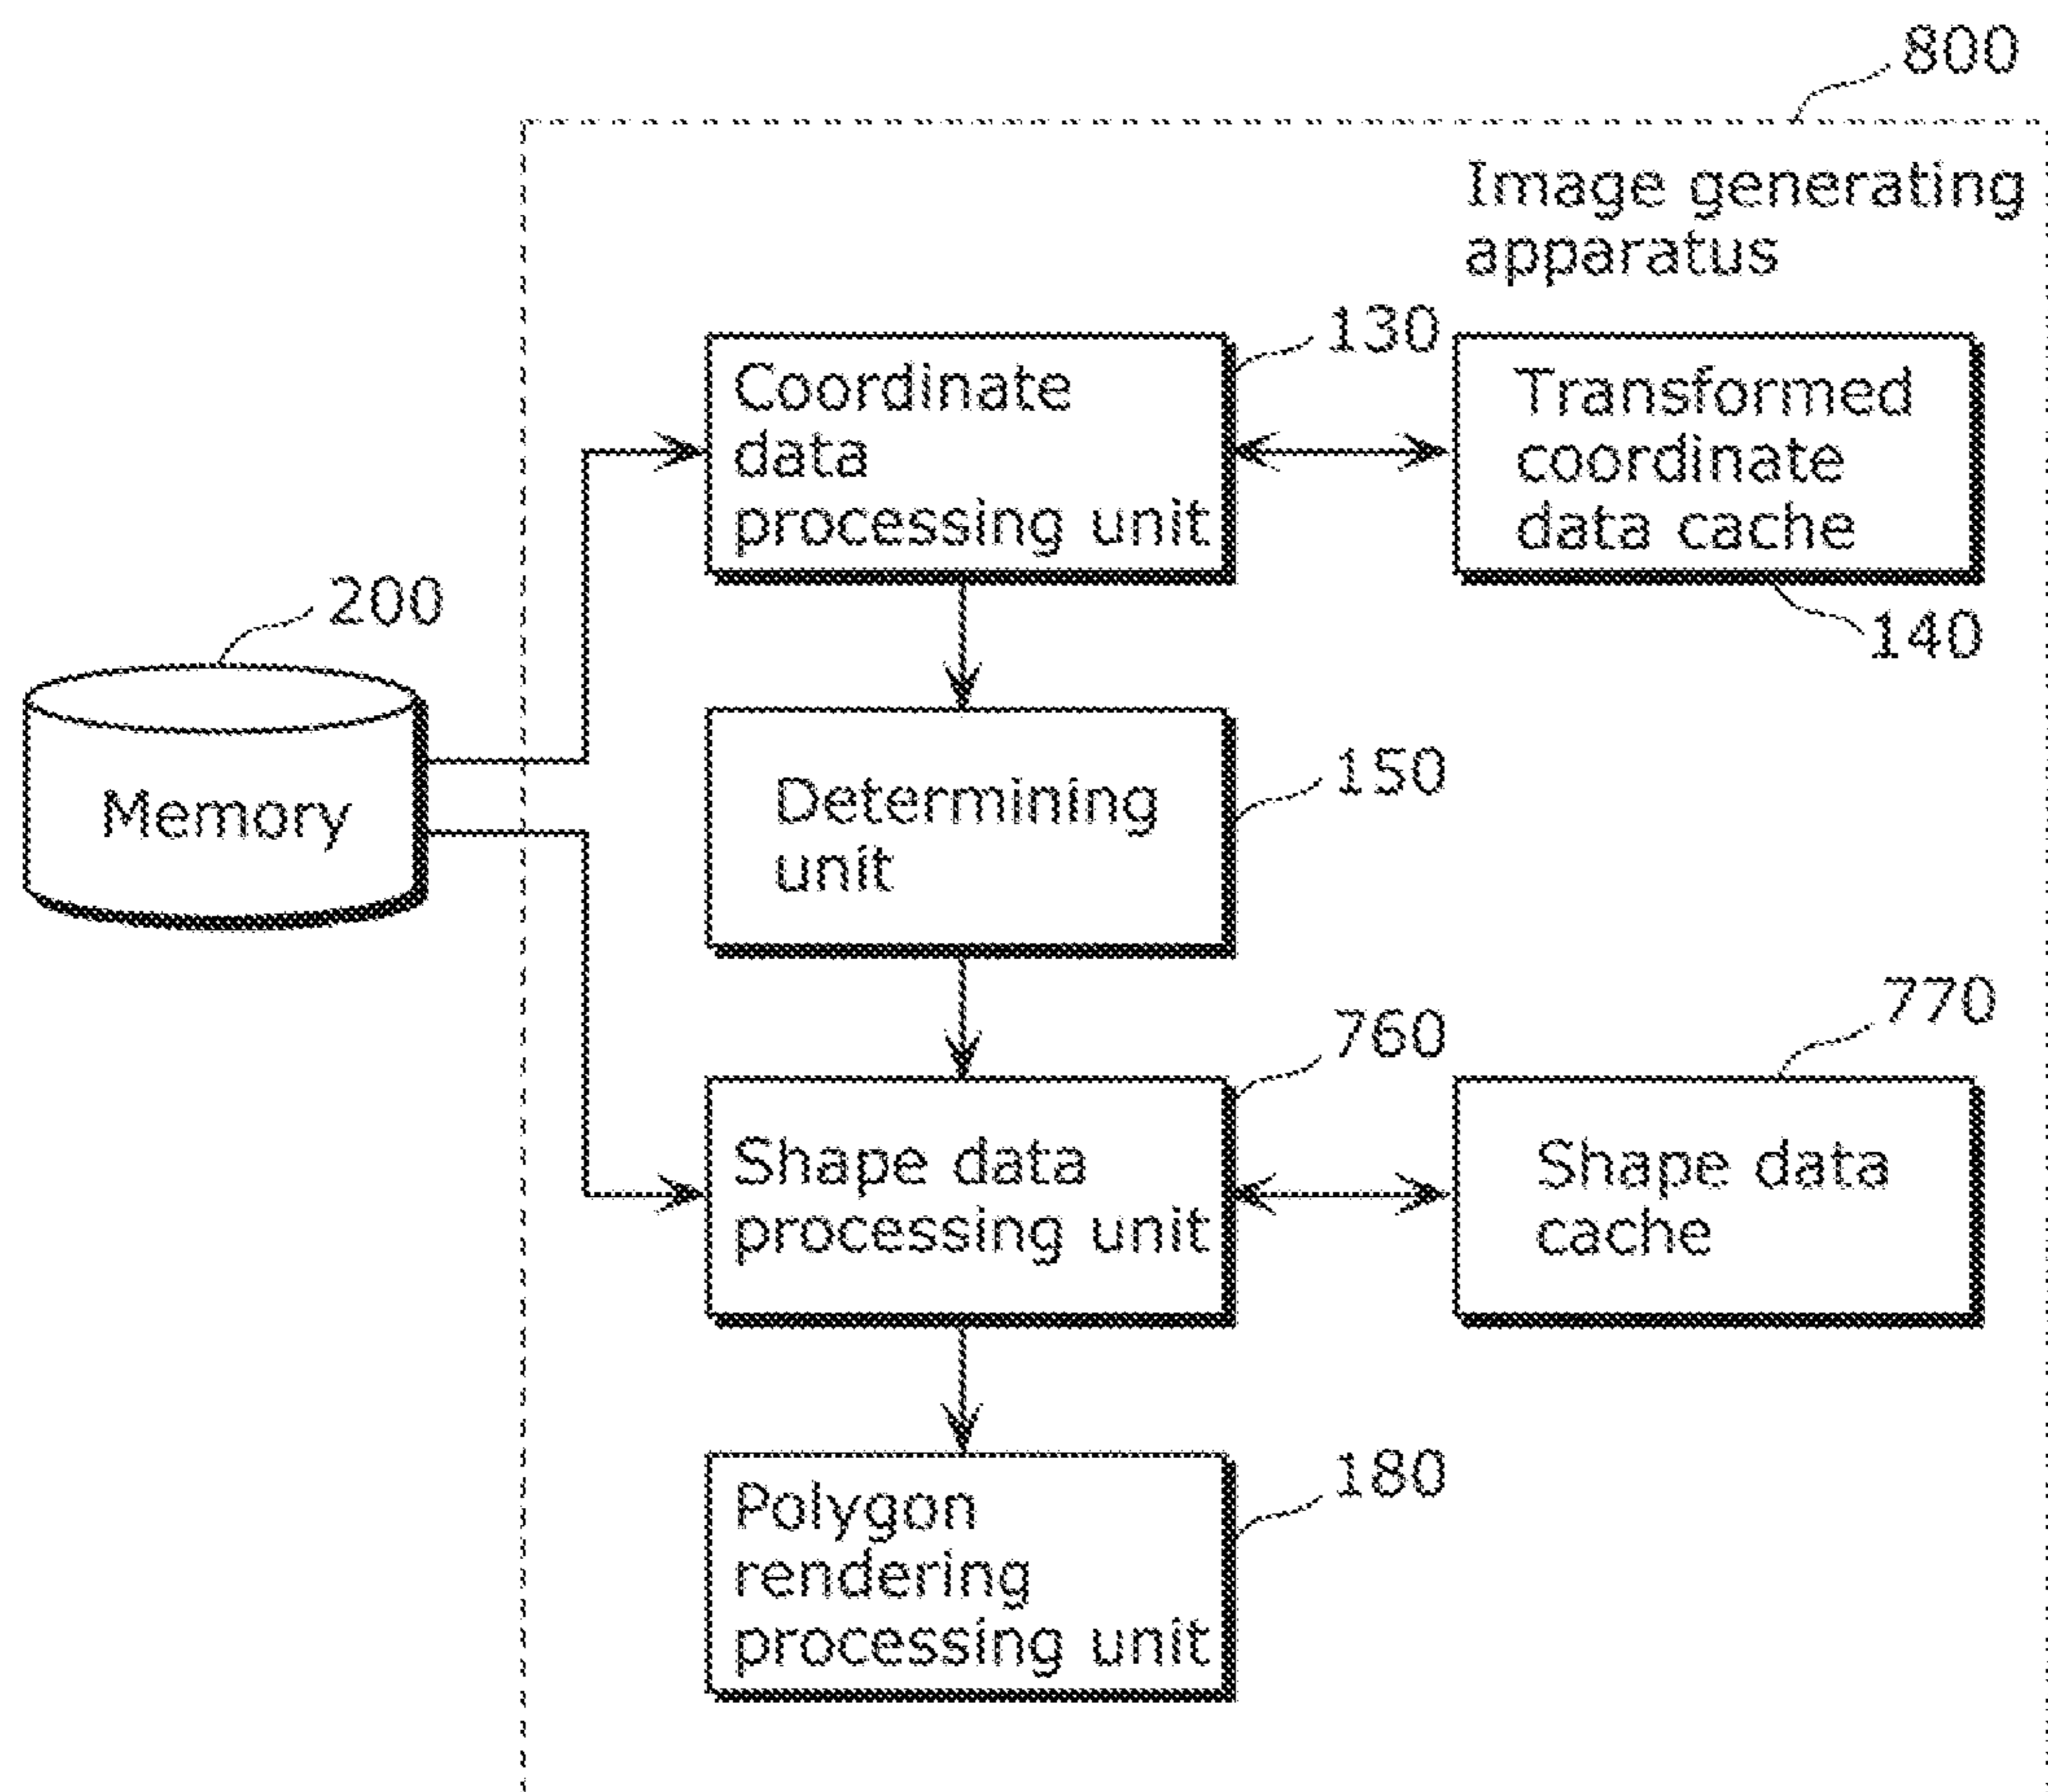 800
Image generating
apparatus
130
Coordinate
data
processing unit
Transformed
coordinate
data cache
140
200
Memory
150
Determining
unit
760
770
Shape data
processing unit
Shape data
cache
180
Polygon
rendering
processing unit